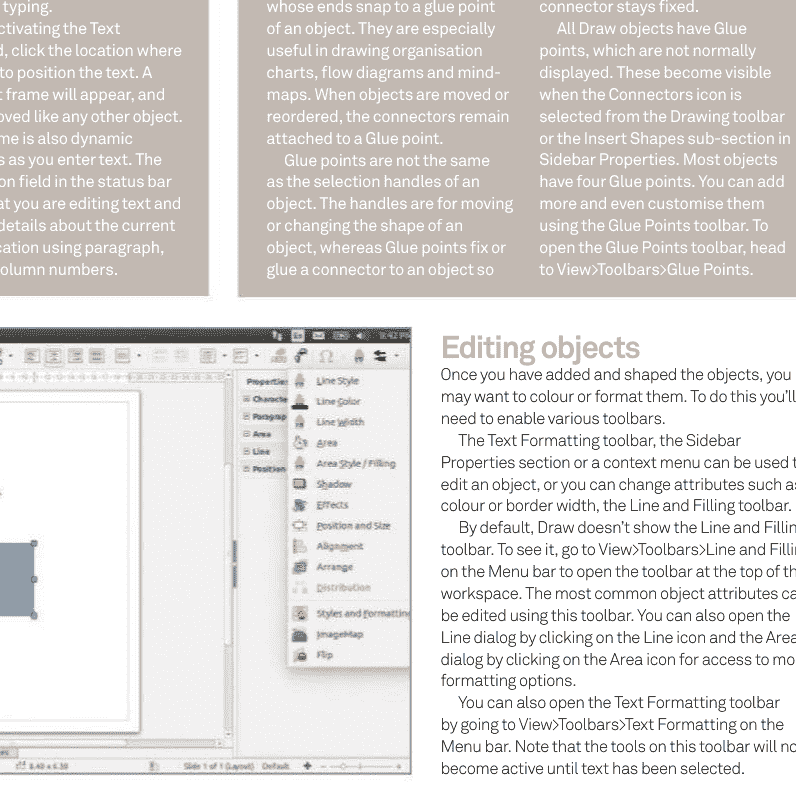 typing.
ctivating the Text
d, click the location where
to position the text. A
t frame will appear, and
oved like any other object.
me is also dynamic
s as you enter text. The
on field in the status bar
at you are editing text and
details about the current
cation using paragraph,
olumn numbers.
whose ends snap to a glue point
of an object. They are especially
useful in drawing organisation
charts, flow diagrams and mind-
maps. When objects are moved or
reordered, the connectors remain
attached to a Glue point.
Glue points are not the same
as the selection handles of an
object. The handles are for moving
or changing the shape of an
object, whereas Glue points fix or
glue a connector to an object so
connector stays fixed.
All Draw objects have Glue
points, which are not normally
displayed. These become visible
when the Connectors icon is
selected from the Drawing toolbar
or the Insert Shapes sub-section in
Sidebar Properties. Most objects
have four Glue points. You can add
more and even customise them
using the Glue Points toolbar. To
open the Glue Points toolbar, head
to View>Toolbars>Glue Points.
Properties
Characte
Paragrap
Area
Line
Position
Line Style
Line Color
Line Width
Area
Area Style / Filling
Shadow
Effects
Position and Size
Alignment
Arrange
Distribution
Styles and Formatting
ImageMap
Flip
Slide 1 of 1 (Layout) Default
Editing objects
Once you have added and shaped the objects, you
may want to colour or format them. To do this you'll
need to enable various toolbars.
The Text Formatting toolbar, the Sidebar
Properties section or a context menu can be used t
edit an object, or you can change attributes such as
colour or border width, the Line and Filling toolbar.
By default, Draw doesn't show the Line and Fillin
toolbar. To see it, go to View>Toolbars>Line and Filli
on the Menu bar to open the toolbar at the top of th
workspace. The most common object attributes ca
be edited using this toolbar. You can also open the
Line dialog by clicking on the Line icon and the Area
dialog by clicking on the Area icon for access to mo
formatting options.
You can also open the Text Formatting toolbar
by going to View>Toolbars>Text Formatting on the
Menu bar. Note that the tools on this toolbar will no
become active until text has been selected.